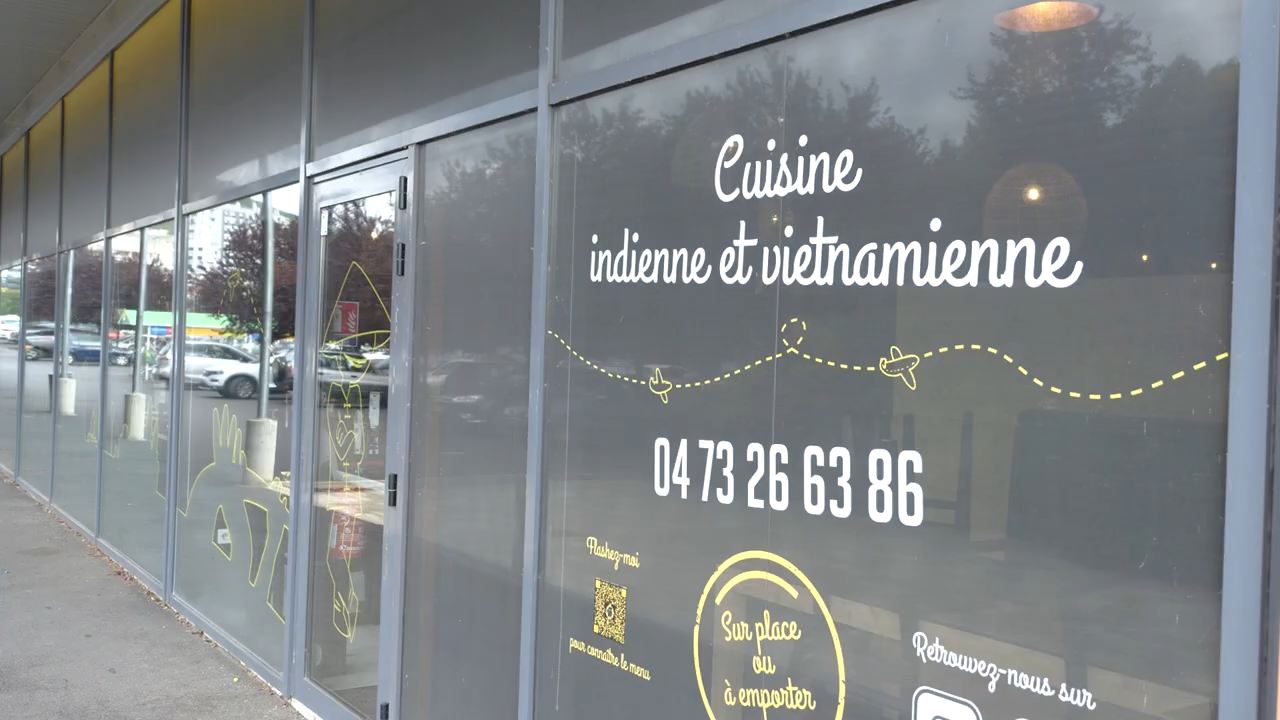 Cuisine
indienne et vietnamienne
04 73 26 63 86
Flashez-moi
pour connaître le menu
Sur place
ou
à emporter
Retrouvez-nous sur